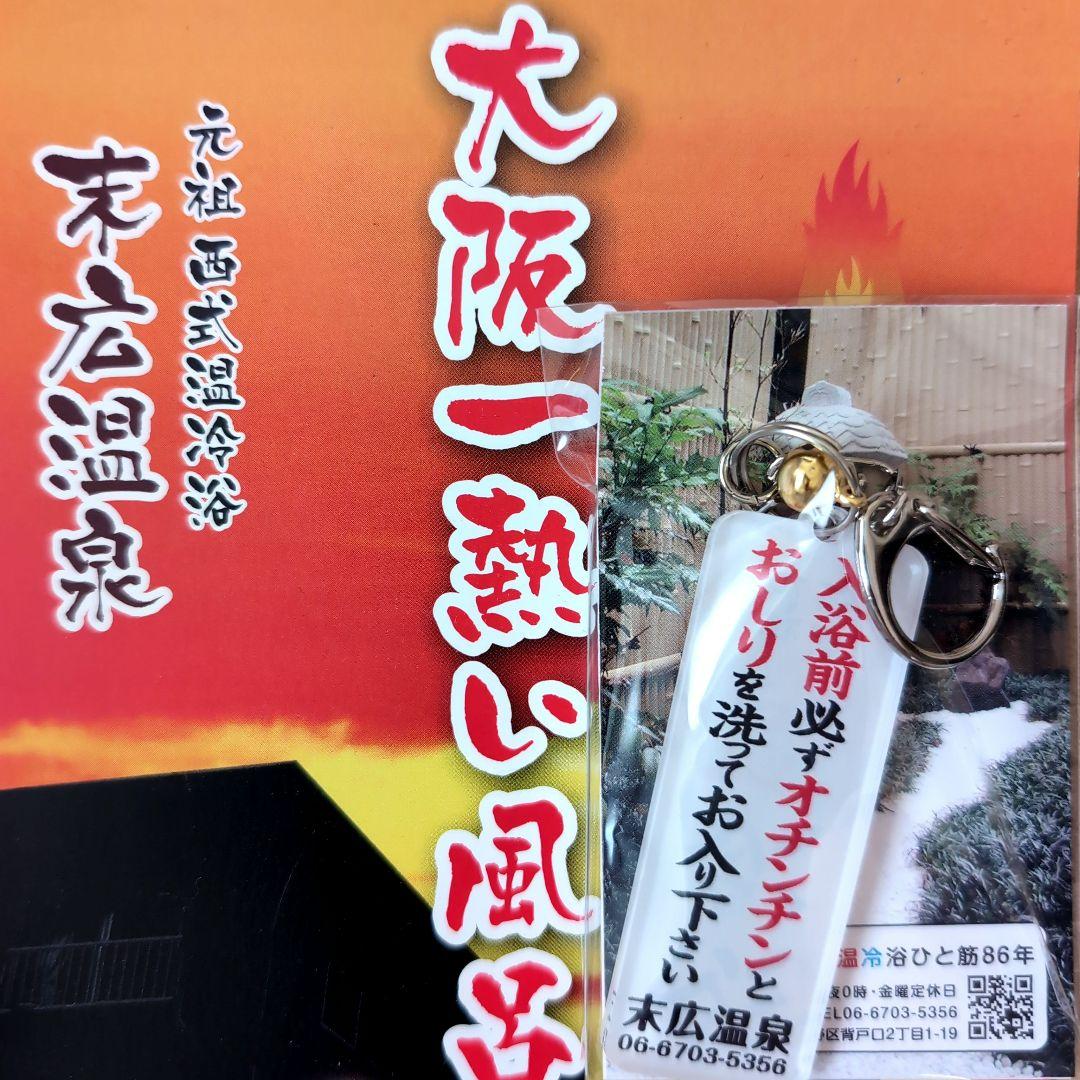 大阪一熱い風呂
元祖 西式温冷浴
末広温泉
入浴前必ずオチンチンと
おしりを洗ってお入り下さい
末広温泉
06-6703-5356
温冷浴ひと筋86年
夜0時・金曜定休日
EL06-6703-5356
区背戸口2丁目1-19